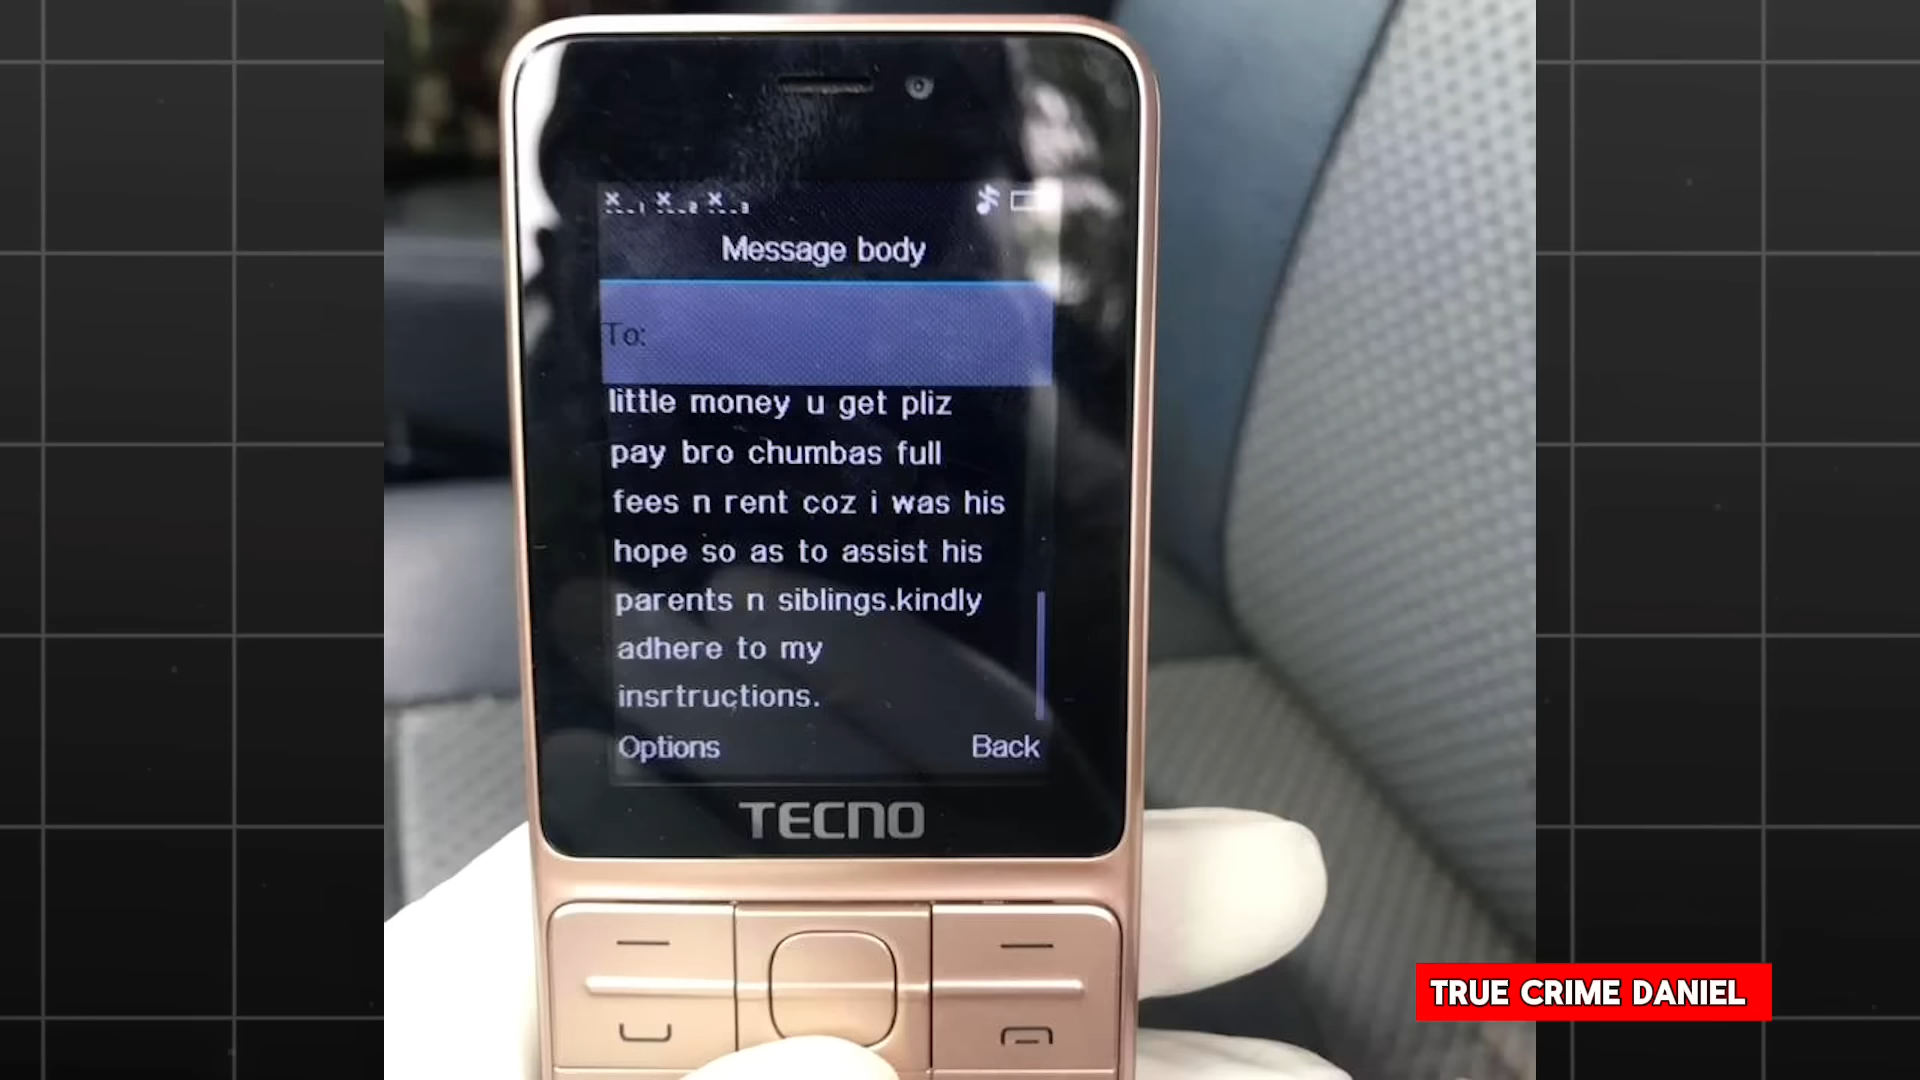 Message body
To:
little money u get pliz
pay bro chumbas full
fees n rent coz i was his
hope so as to assist his
parents n siblings.kindly
adhere to my
insrtructions.
Options Back
TECNO
TRUE CRIME DANIEL